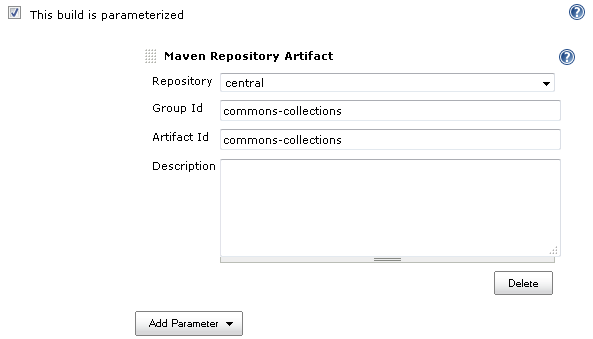 This build is parameterized
Maven Repository Artifact
Repository central
Group Id commons-collections
Artifact Id commons-collections
Description
Delete
Add Parameter